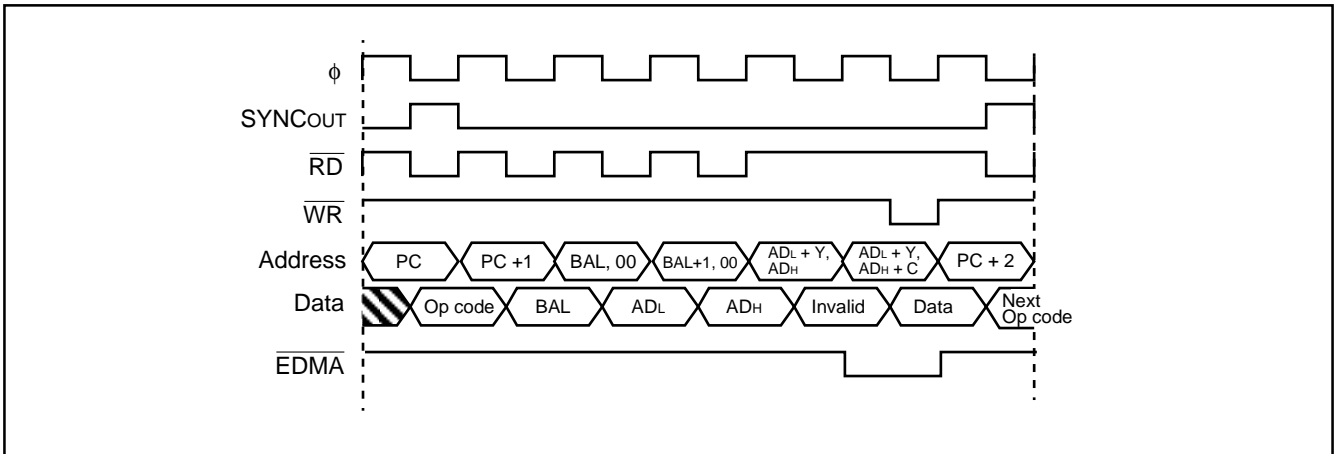 ϕ
SYNCOUT
RD
WR
Address PC PC +1 BAL, 00 BAL+1, 00 ADL + Y, ADH ADL + Y, ADH + C PC + 2
Data Op code BAL ADL ADH Invalid Data Next Op code
EDMA